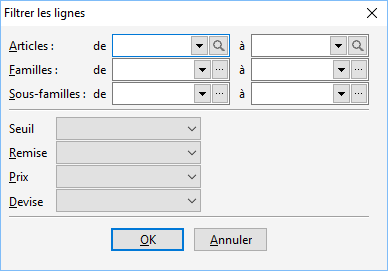 Filtrer les lignes
Articles : de à
Familles : de ... à ...
Sous-familles : de ... à ...
Seuil
Remise
Prix
Devise
OK Annuler